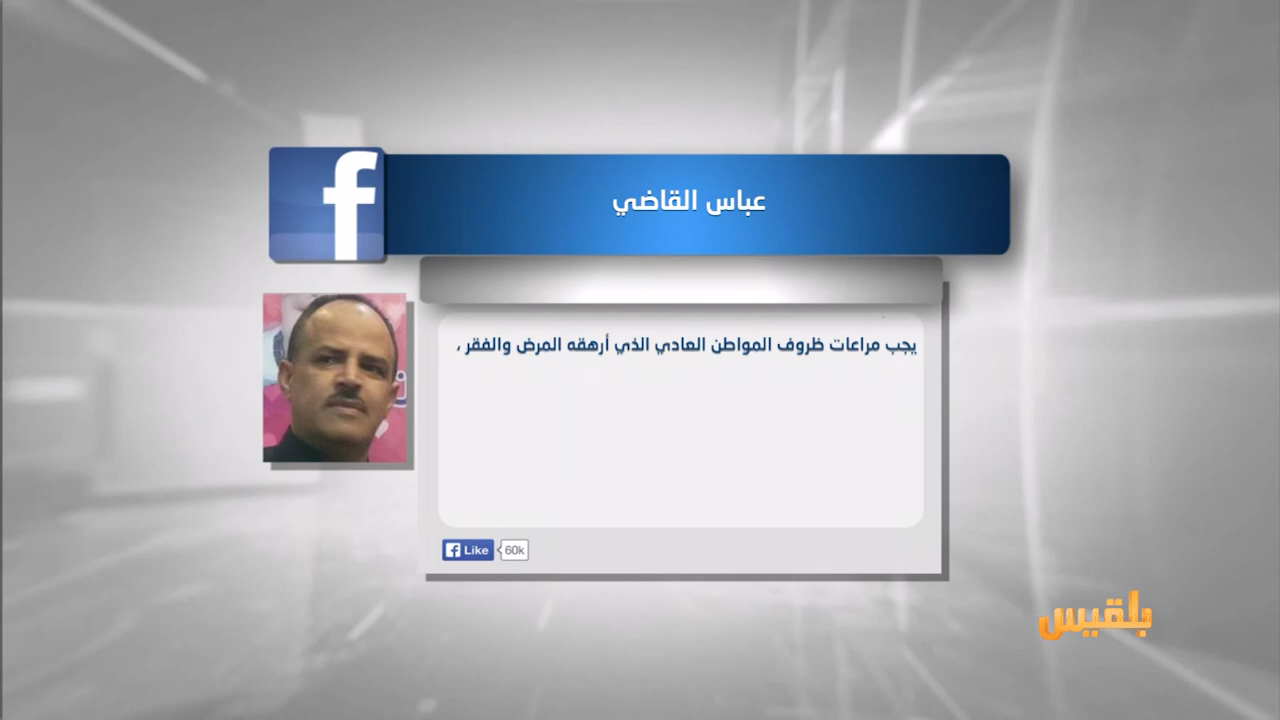 عباس القاضي
يجب مراعات ظروف المواطن العادي الذي أرهقه المرض والفقر ،
f Like 60k
بلقيس